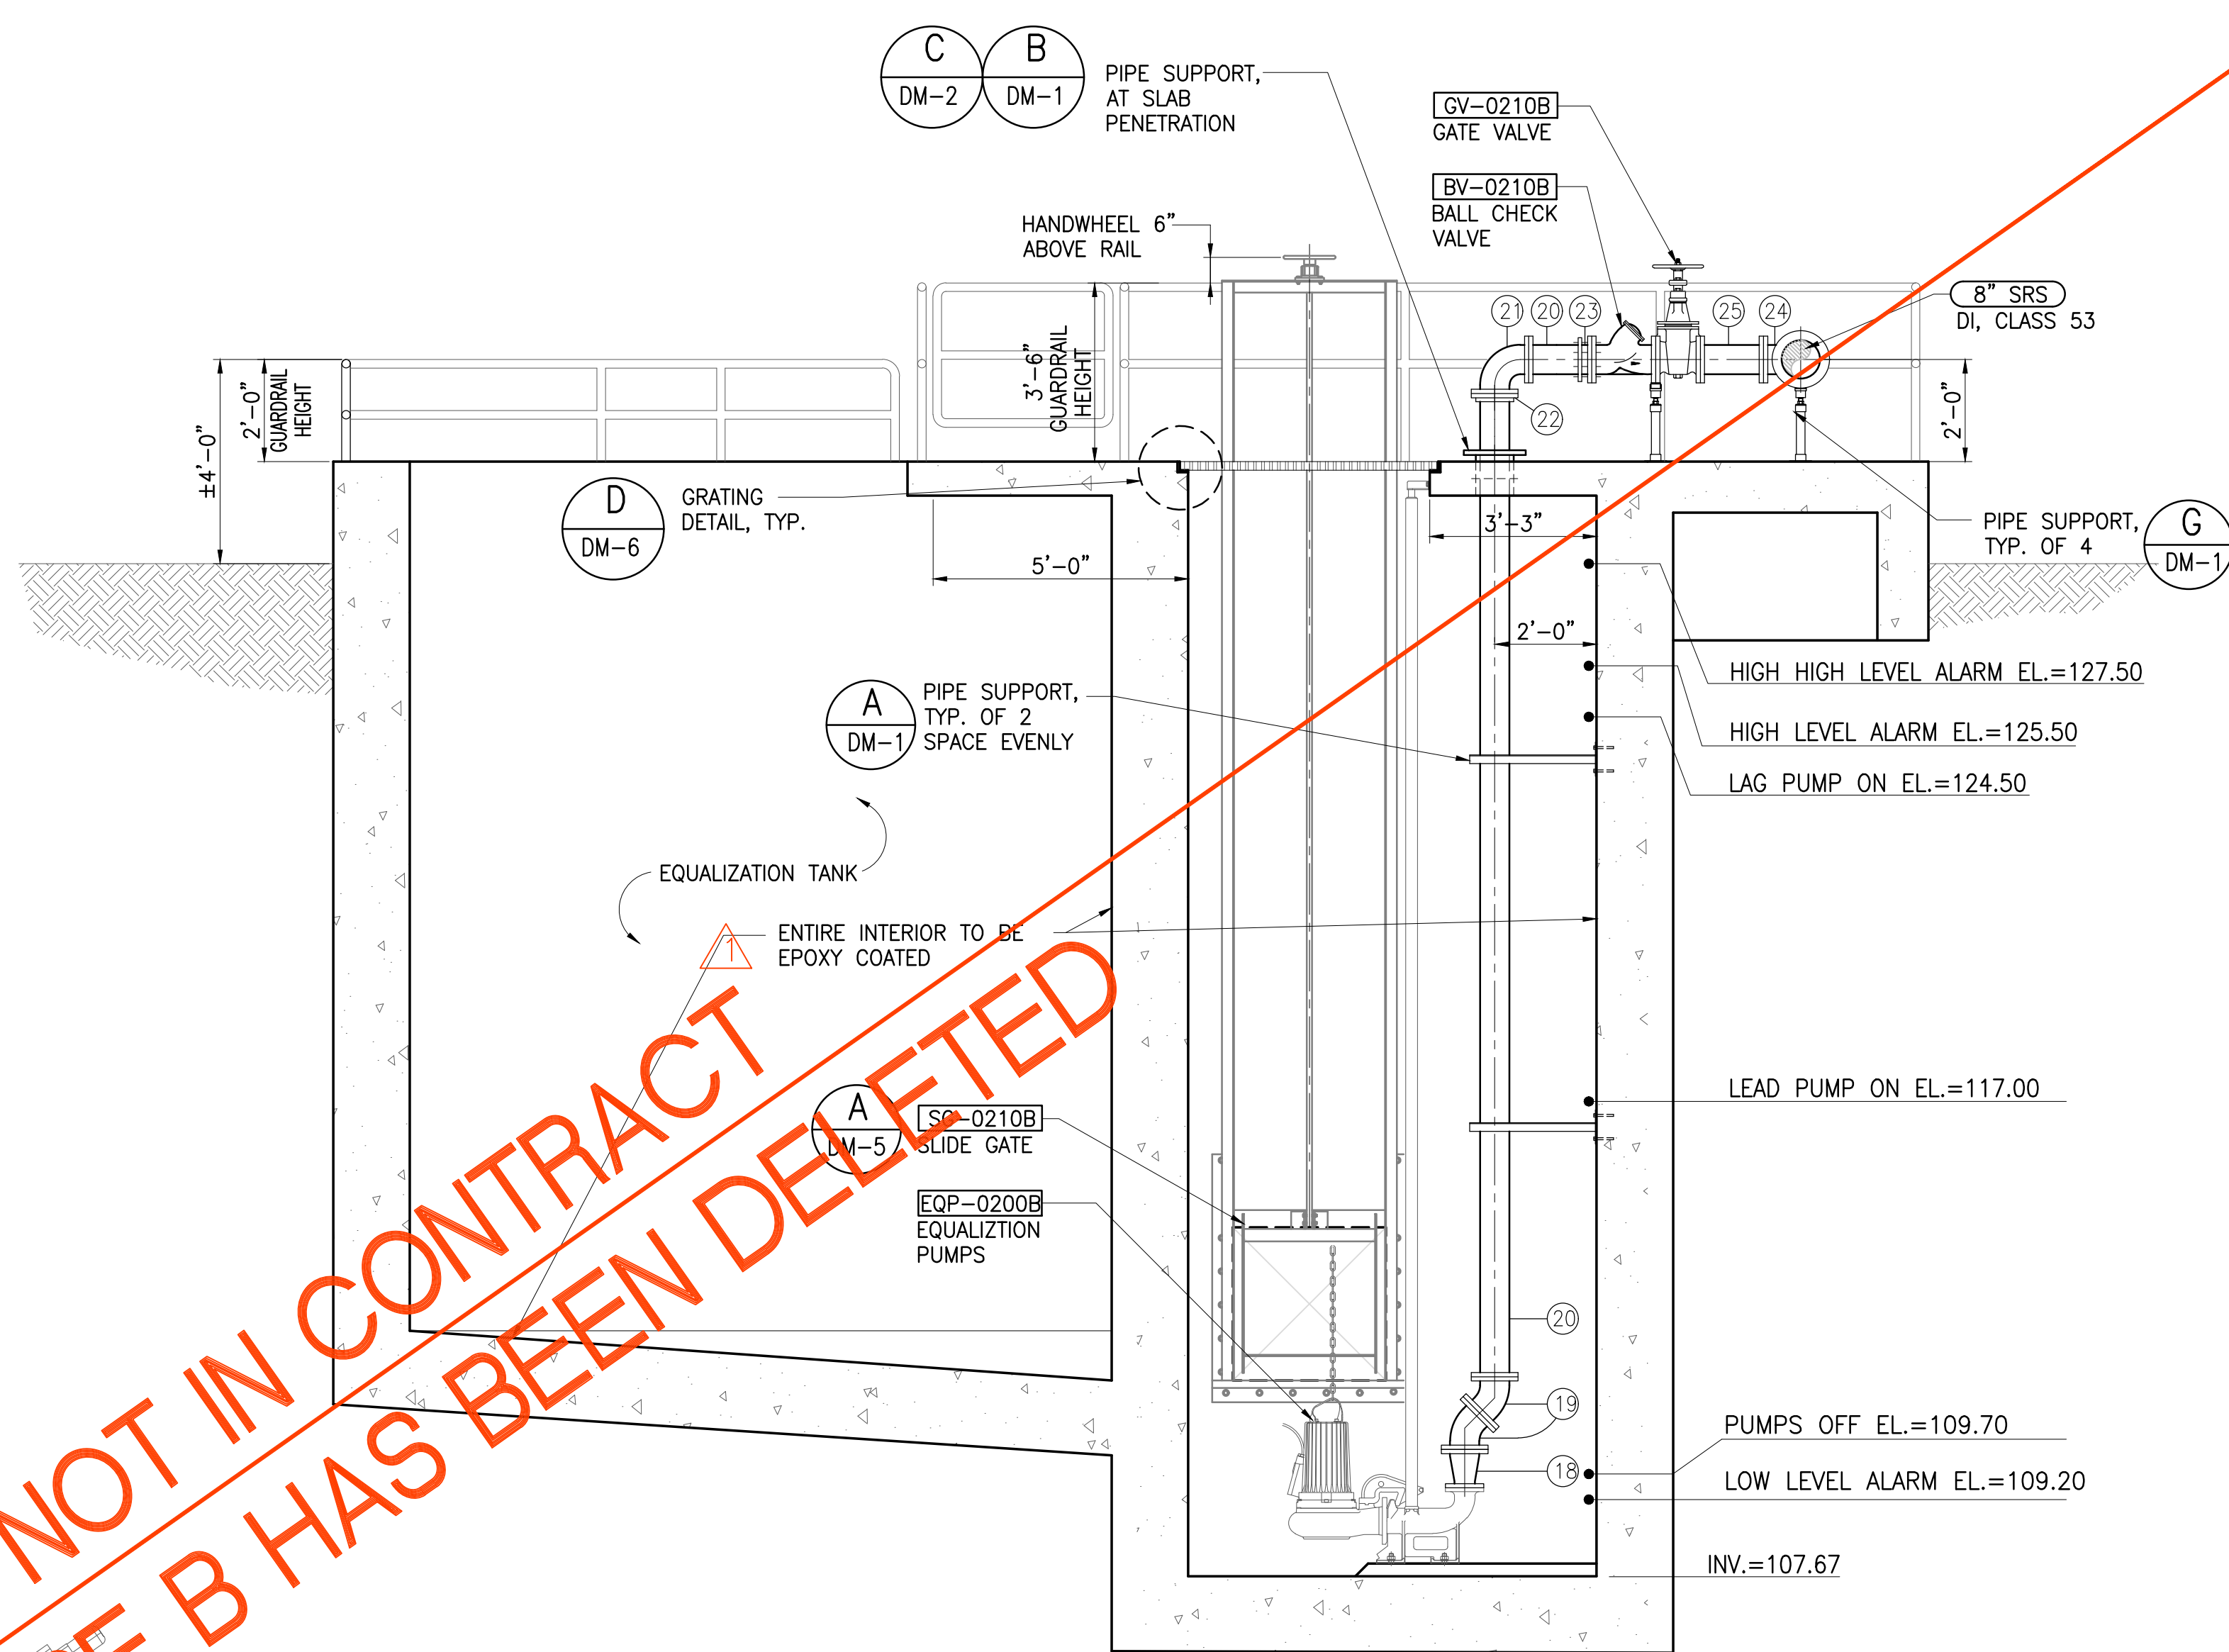 C
DM-2
B
DM-1
PIPE SUPPORT,
AT SLAB
PENETRATION
GV-0210B
GATE VALVE
BV-0210B
BALL CHECK
VALVE
HANDWHEEL 6"
ABOVE RAIL
21
20
23
25
24
22
8" SRS
DI, CLASS 53
±4'-0"
2'-0"
GUARDRAIL
HEIGHT
3'-6"
GUARDRAIL
HEIGHT
2'-0"
D
DM-6
GRATING
DETAIL, TYP.
5'-0"
3'-3"
PIPE SUPPORT,
TYP. OF 4
G
DM-1
2'-0"
HIGH HIGH LEVEL ALARM EL.=127.50
A
DM-1
PIPE SUPPORT,
TYP. OF 2
SPACE EVENLY
HIGH LEVEL ALARM EL.=125.50
LAG PUMP ON EL.=124.50
EQUALIZATION TANK
1
ENTIRE INTERIOR TO BE
EPOXY COATED
LEAD PUMP ON EL.=117.00
A
DM-5
SG-0210B
SLIDE GATE
EQP-0200B
EQUALIZTION
PUMPS
20
19
18
PUMPS OFF EL.=109.70
LOW LEVEL ALARM EL.=109.20
INV.=107.67
NOT IN CONTRACT
B HAS BEEN DELETED